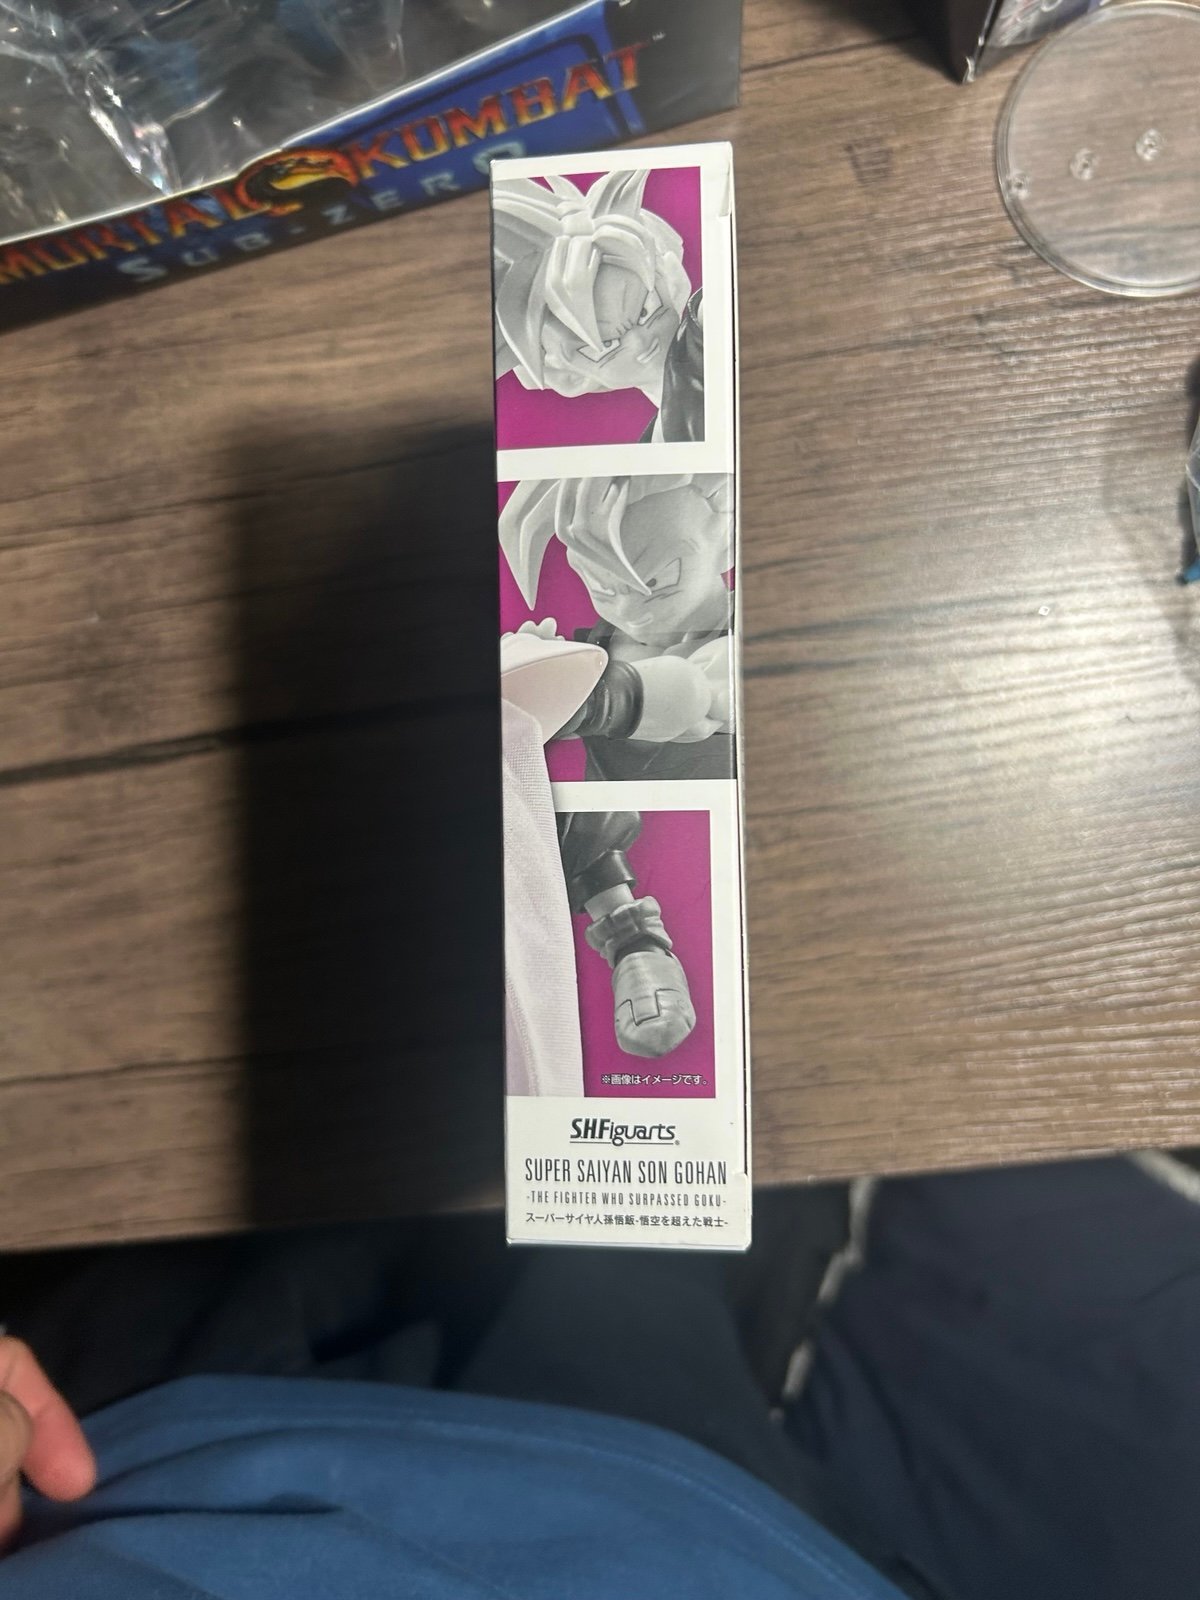 MORTAL KOMBAT™
SUB-ZERO
※画像はイメージです。
S.H.Figuarts®
SUPER SAIYAN SON GOHAN
-THE FIGHTER WHO SURPASSED GOKU-
スーパーサイヤ人孫悟飯-悟空を超えた戦士-